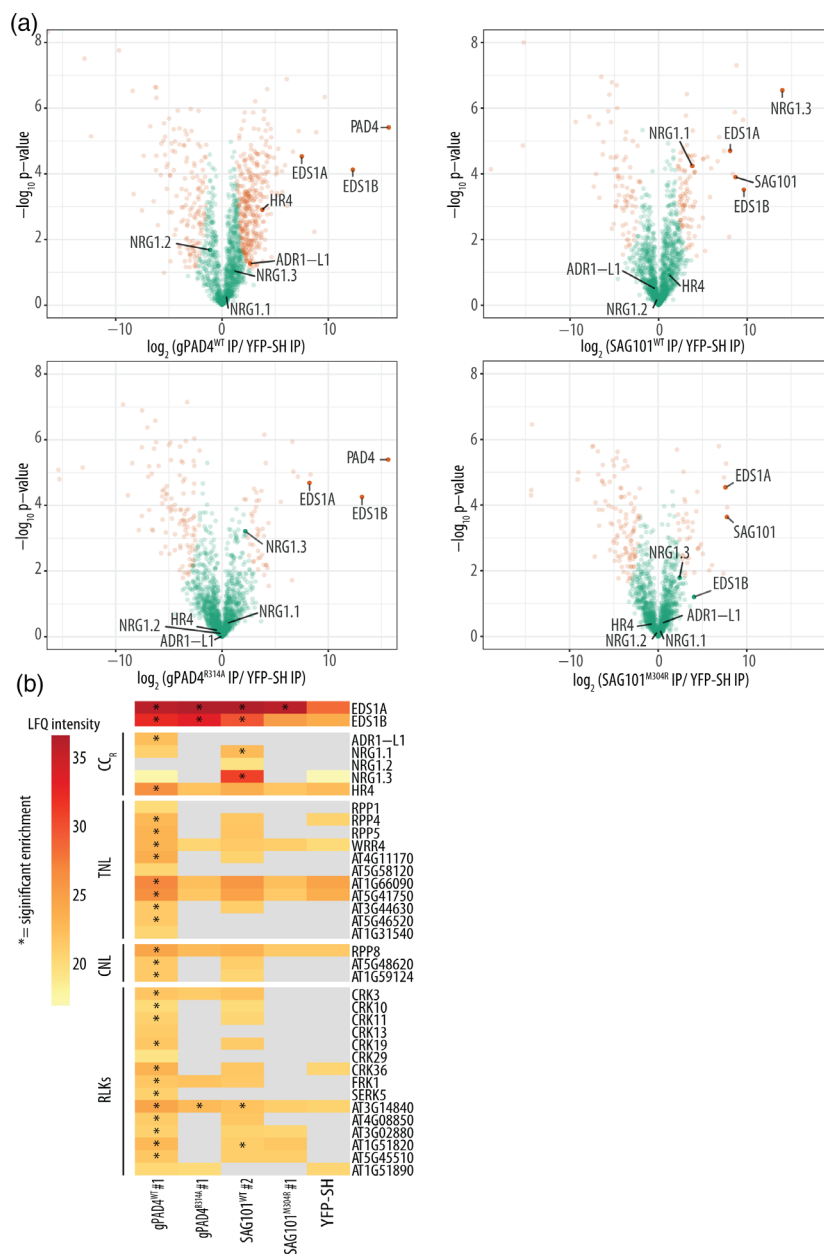 (a)
8
6
4
2
0
−log10 p−value
PAD4
EDS1A
EDS1B
HR4
NRG1.2
ADR1−L1
NRG1.3
NRG1.1
−10
0
10
log2 (gPAD4WT IP/ YFP-SH IP)
8
6
4
2
0
−log10 p−value
NRG1.3
NRG1.1
EDS1A
SAG101
EDS1B
ADR1−L1
HR4
NRG1.2
−10
0
10
log2 (SAG101WT IP/ YFP-SH IP)
8
6
4
2
0
−log10 p−value
PAD4
EDS1A
EDS1B
NRG1.3
NRG1.1
HR4
NRG1.2
ADR1−L1
−10
0
10
log2 (gPAD4R314A IP/ YFP-SH IP)
8
6
4
2
0
−log10 p−value
EDS1A
SAG101
NRG1.3
EDS1B
ADR1−L1
HR4
NRG1.2
NRG1.1
−10
0
10
log2 (SAG101M304R IP/ YFP-SH IP)
(b)
LFQ intensity
35
30
25
20
*= siginificant enrichment
* * * * EDS1A
* * * EDS1B
CCR
* ADR1−L1
* NRG1.1
NRG1.2
* NRG1.3
* HR4
TNL
RPP1
* RPP4
* RPP5
* WRR4
* AT4G11170
AT5G58120
* AT1G66090
* AT5G41750
* AT3G44630
* AT5G46520
AT1G31540
CNL
* RPP8
* AT5G48620
* AT1G59124
RLKs
* CRK3
* CRK10
* CRK11
CRK13
* CRK19
CRK29
* CRK36
* FRK1
* SERK5
* * * AT3G14840
* AT4G08850
* AT3G02880
* * AT1G51820
* AT5G45510
AT1G51890
gPAD4WT #1
gPAD4R314A #1
SAG101WT #2
SAG101M304R #1
YFP-SH